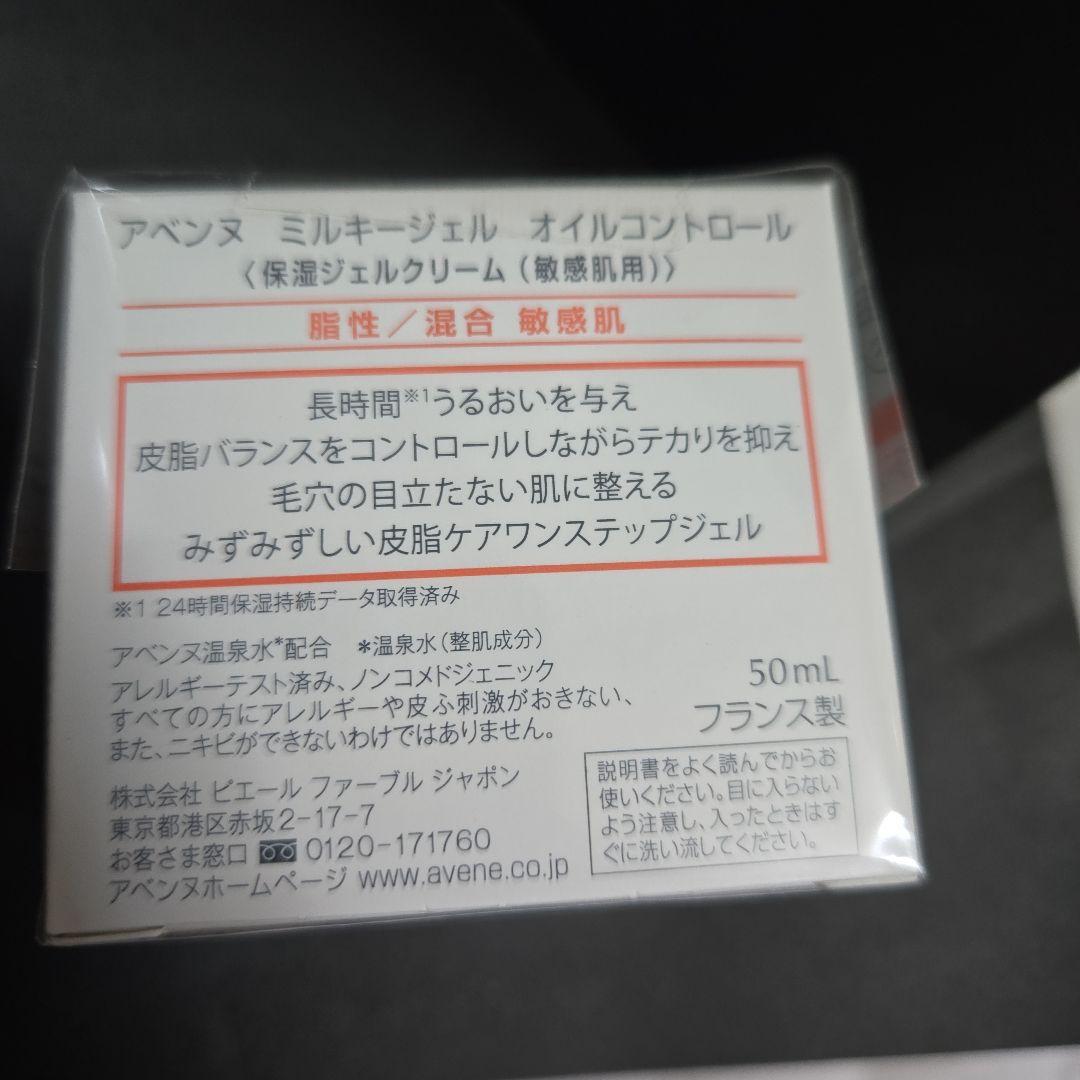 アベンヌ ミルキージェル オイルコントロール
〈保湿ジェルクリーム(敏感肌用)〉
脂性／混合 敏感肌
長時間※1うるおいを与え
皮脂バランスをコントロールしながらテカリを抑え
毛穴の目立たない肌に整える
みずみずしい皮脂ケアワンステップジェル
※1 24時間保湿持続データ取得済み
アベンヌ温泉水*配合 *温泉水(整肌成分)
アレルギーテスト済み、ノンコメドジェニック
すべての方にアレルギーや皮ふ刺激がおきない、
また、ニキビができないわけではありません。
50mL
フランス製
株式会社 ピエール ファーブル ジャポン
東京都港区赤坂2-17-7
お客さま窓口 0120-171760
アベンヌホームページ www.avene.co.jp
説明書をよく読んでからお
使いください。目に入らない
よう注意し、入ったときはす
ぐに洗い流してください。